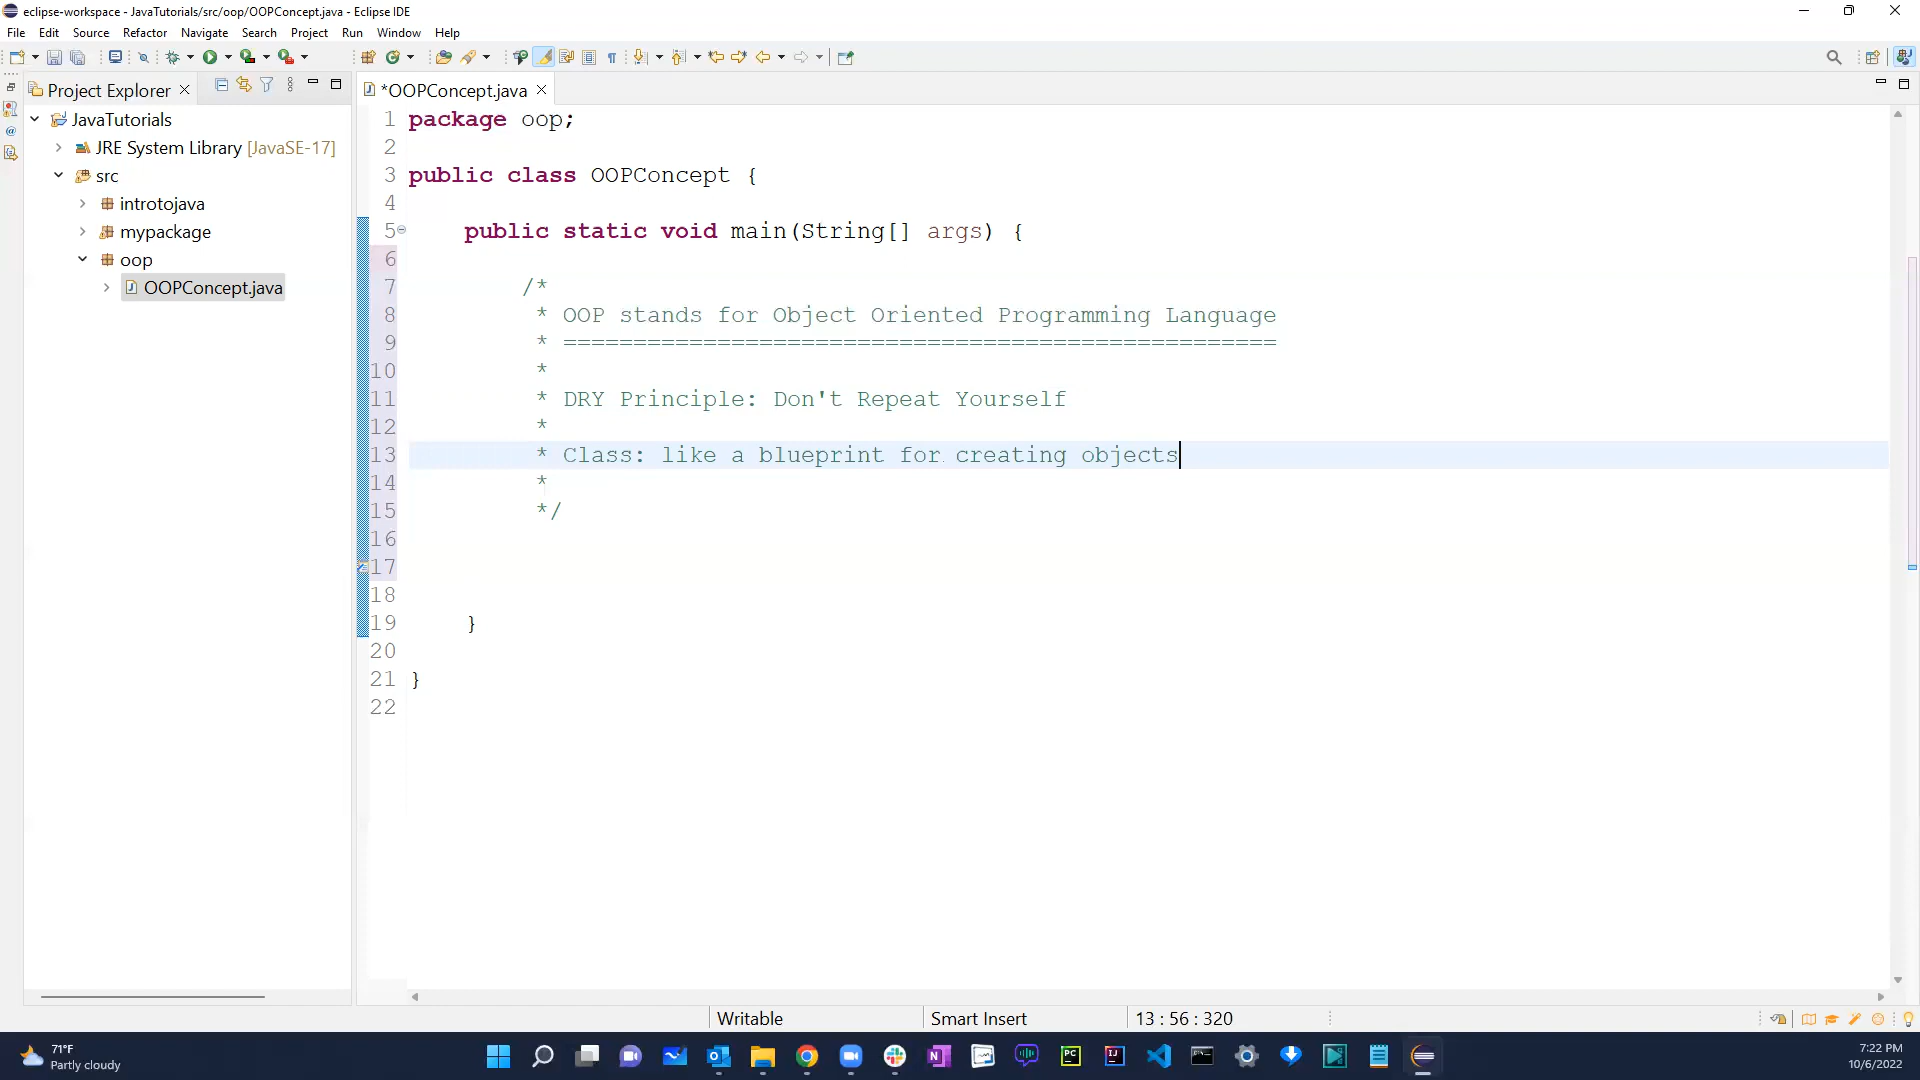 eclipse-workspace - JavaTutorials/src/oop/OOPConcept.java - Eclipse IDE
File Edit Source Refactor Navigate Search Project Run Window Help
Project Explorer
*OOPConcept.java
JavaTutorials
JRE System Library [JavaSE-17]
src
introtojava
mypackage
oop
OOPConcept.java
1 package oop;
2
3 public class OOPConcept {
4
5 public static void main(String[] args) {
6
7 /*
8 * OOP stands for Object Oriented Programming Language
9 * ===================================================
10 *
11 * DRY Principle: Don't Repeat Yourself
12 *
13 * Class: like a blueprint for creating objects
14 *
15 */
16
17
18
19 }
20
21 }
22
Writable Smart Insert 13 : 56 : 320
71°F
Partly cloudy
7:22 PM
10/6/2022